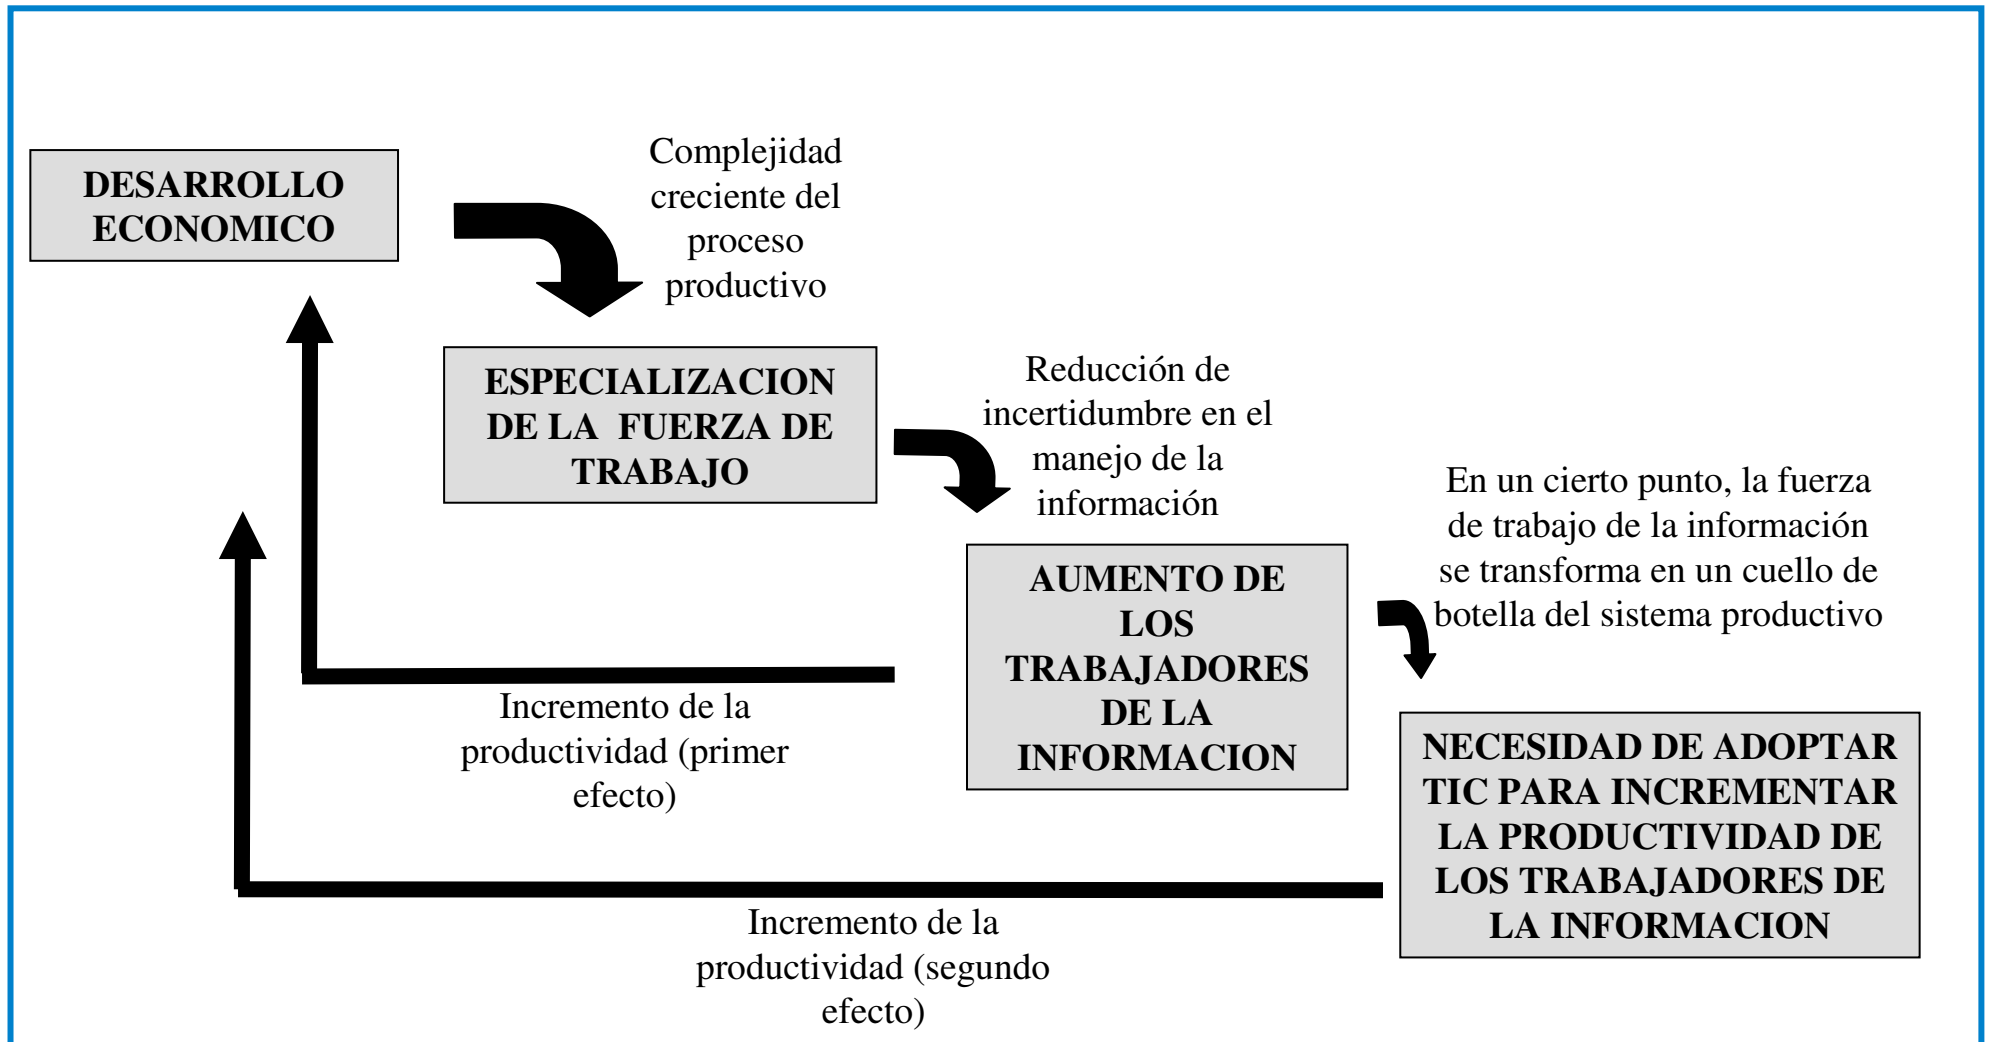 DESARROLLO
ECONOMICO
Complejidad
creciente del
proceso
productivo
ESPECIALIZACION
DE LA  FUERZA DE
TRABAJO
Reducción de
incertidumbre en el
manejo de la
información
AUMENTO DE
LOS
TRABAJADORES
DE LA
INFORMACION
En un cierto punto, la fuerza
de trabajo de la información
se transforma en un cuello de
botella del sistema productivo
NECESIDAD DE ADOPTAR
TIC PARA INCREMENTAR
LA PRODUCTIVIDAD DE
LOS TRABAJADORES DE
LA INFORMACION
Incremento de la
productividad (primer
efecto)
Incremento de la
productividad (segundo
efecto)